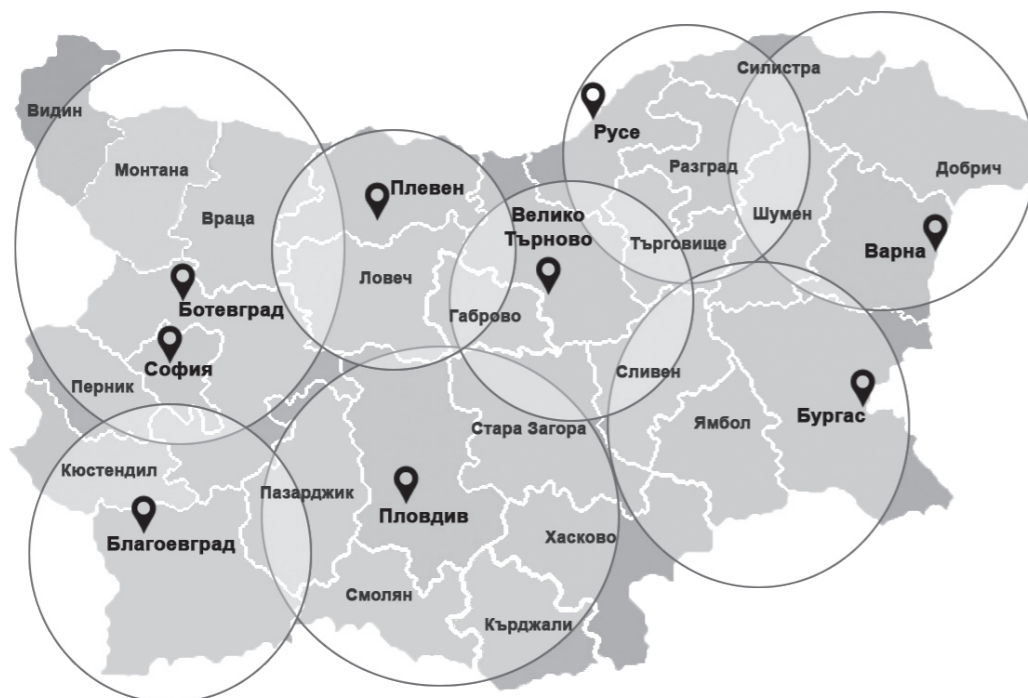 Силистра
Видин
Русе
Монтана
Плевен
Разград
Добрич
Враца
Велико
Търново
Шумен
Търговище
Варна
Ловеч
Ботевград
Габрово
София
Перник
Сливен
Бургас
Стара Загора
Ямбол
Кюстендил
Пазарджик
Пловдив
Благоевград
Хасково
Смолян
Кърджали